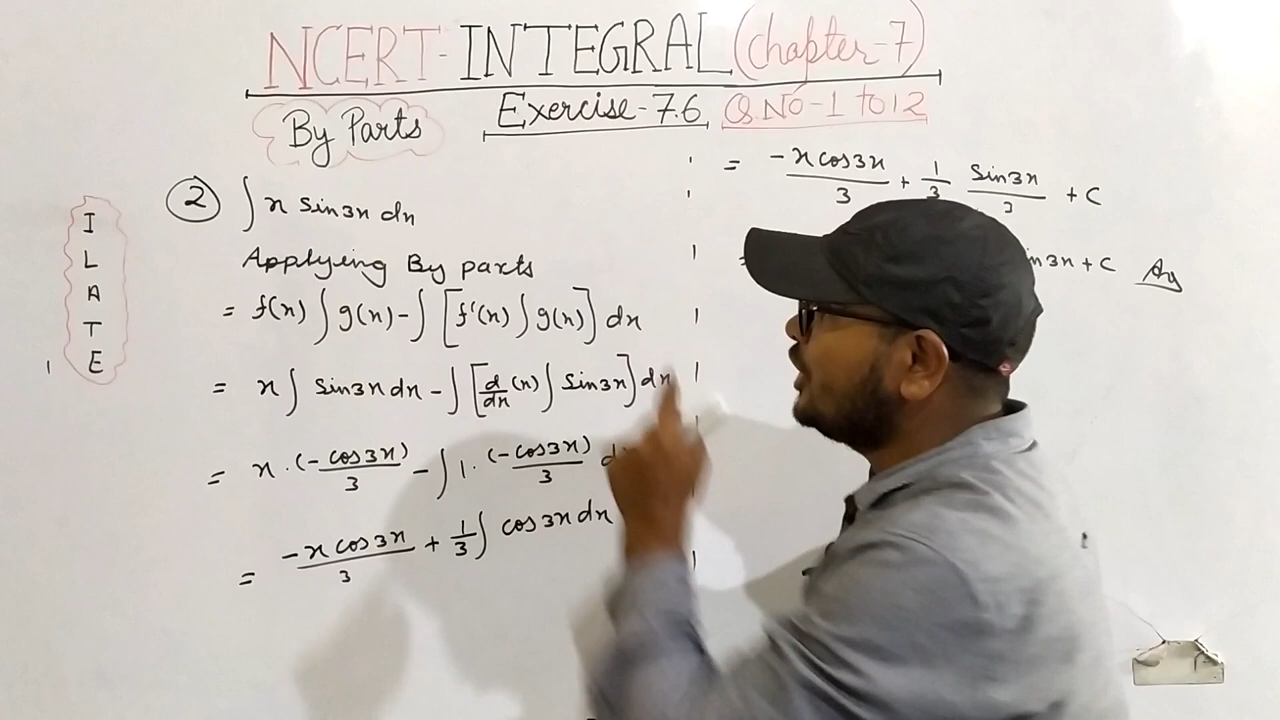 NCERT-INTEGRAL (Chapter-7)
By Parts Exercise-7.6 Q.NO-1 to 12
I
L
A
T
E
2 ∫ x sin3x dx
Applying By parts
= f(x) ∫ g(x) - ∫ [f'(x) ∫ g(x)] dx
= x ∫ sin3x dx - ∫ [d/dx (x) ∫ sin3x] dx
= x . (-cos3x)/3 - ∫ 1. (-cos3x)/3
= -x cos3x/3 + 1/3 ∫ cos3x dx
= -x cos3x/3 + 1/3 sin3x/3 + C
3x + C Ans